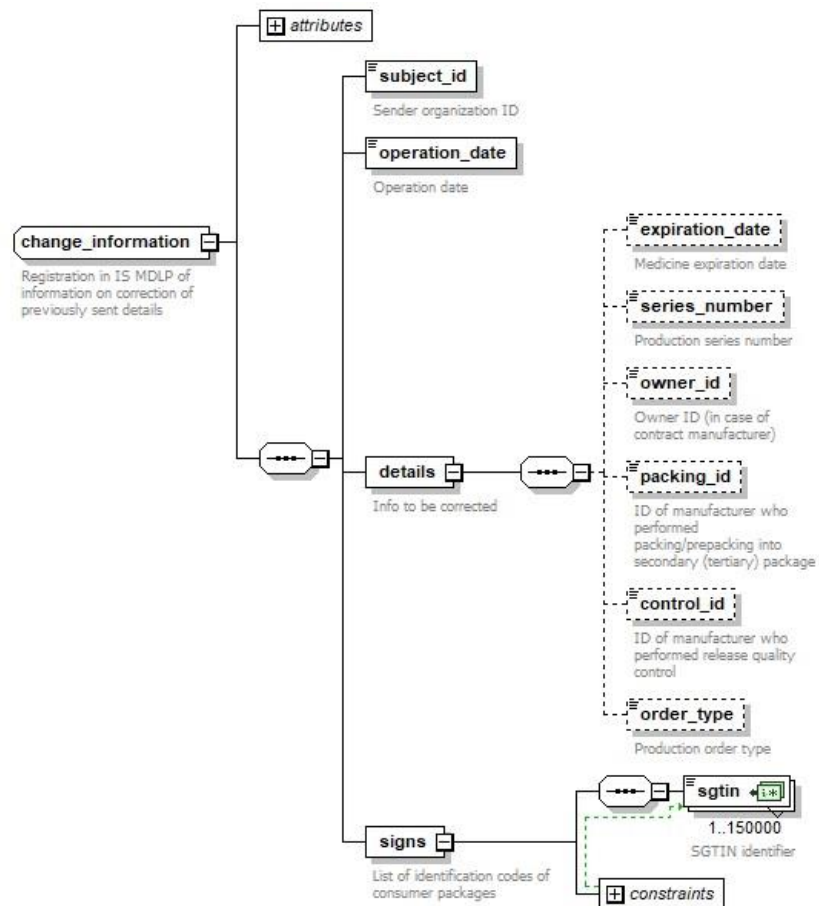 attributes
subject_id
Sender organization ID
operation_date
Operation date
change_information
Registration in IS MDLP of
information on correction of
previously sent details
expiration_date
Medicine expiration date
series_number
Production series number
owner_id
Owner ID (in case of
contract manufacturer)
details
Info to be corrected
packing_id
ID of manufacturer who
performed
packing/prepacking into
secondary (tertiary) package
control_id
ID of manufacturer who
performed release quality
control
order_type
Production order type
signs
List of identification codes of
consumer packages
sgtin
1..150000
SGTIN identifier
constraints